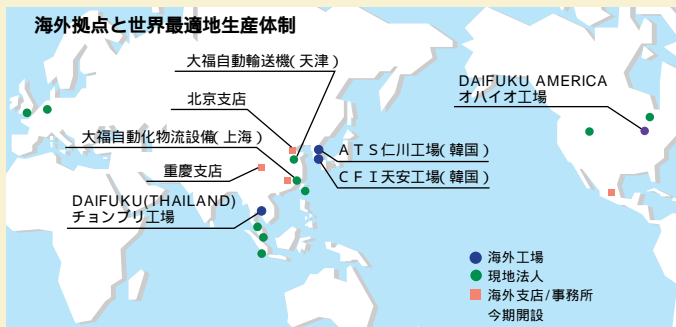 海外拠点と世界最適地生産体制
大福自動輸送機(天津)
北京支店
大福自動化物流設備(上海)
重慶支店
DAIFUKU(THAILAND)
チョンブリ工場
ATS仁川工場(韓国)
CFI天安工場(韓国)
DAIFUKU AMERICA
オハイオ工場
海外工場
現地法人
海外支店/事務所
今期開設